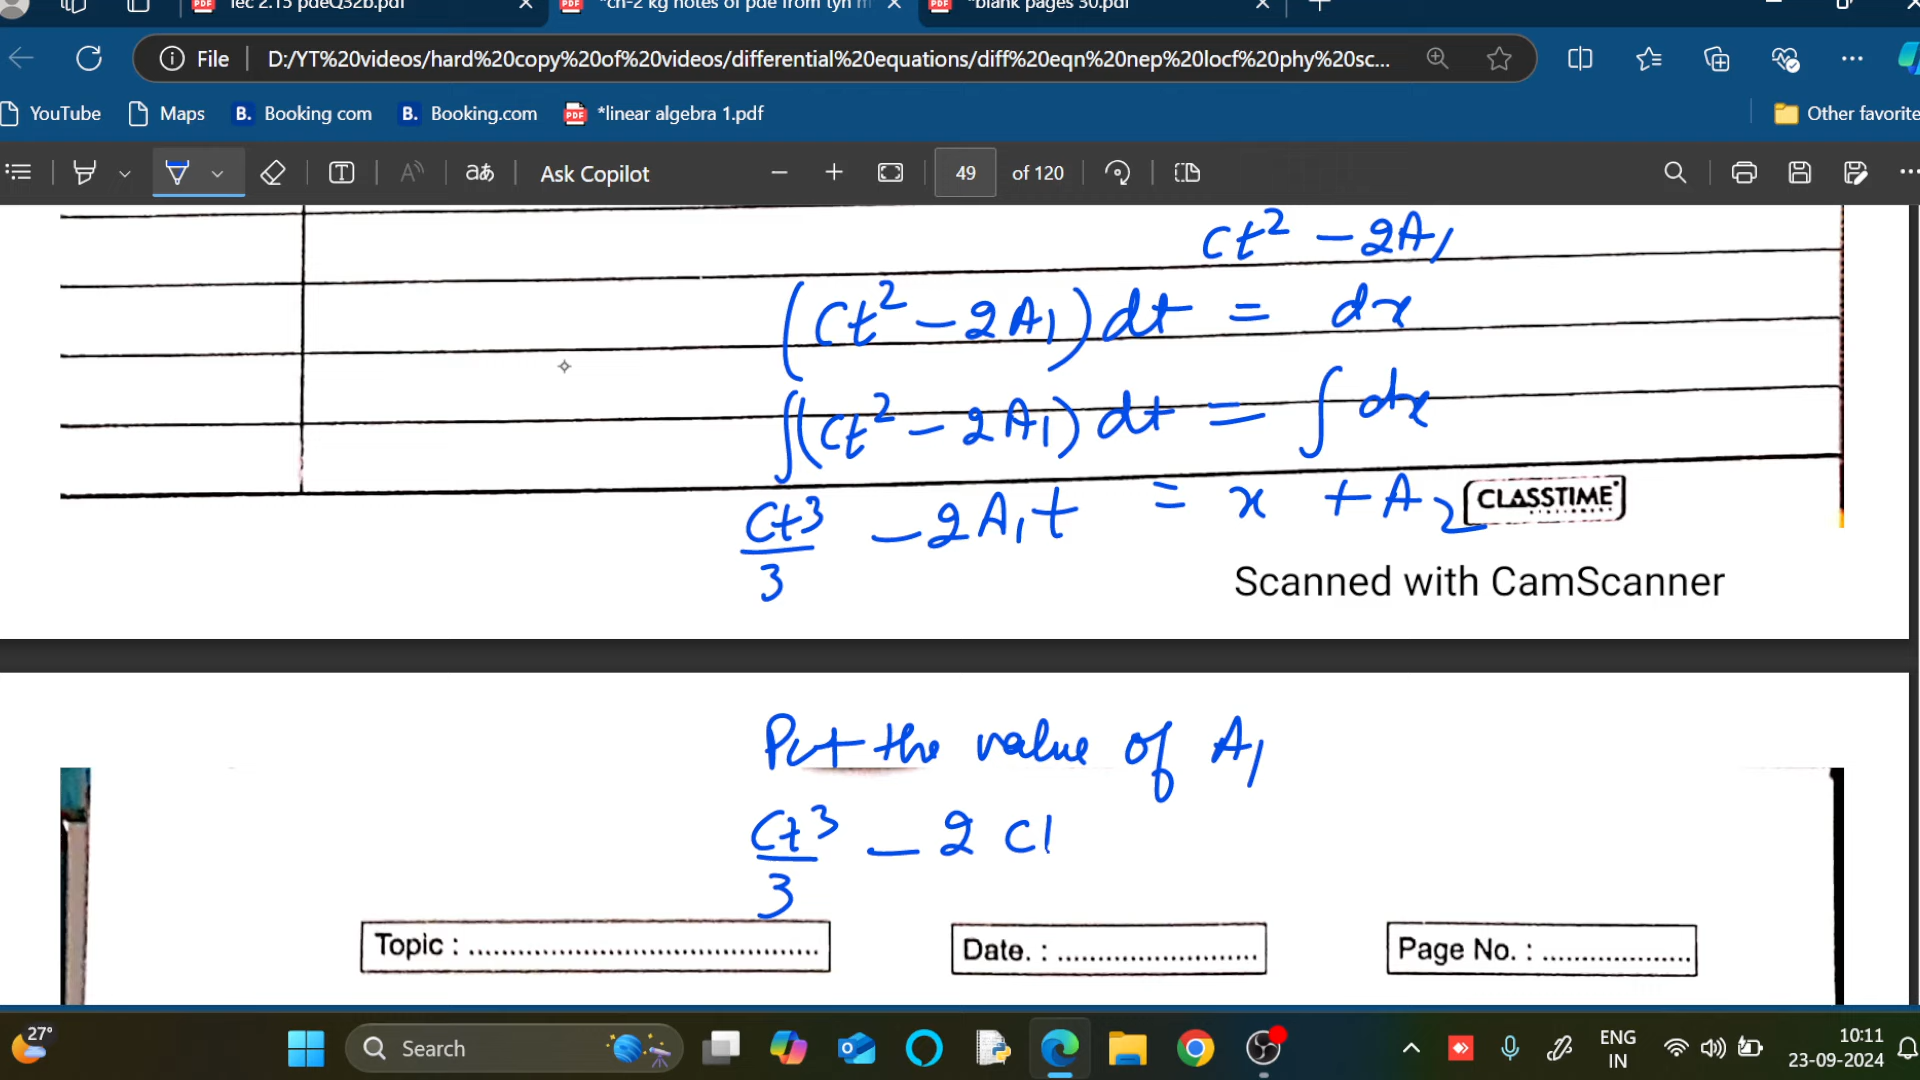 lec 2.15 pdeQ32b.pdf
*ch-2 kg notes of pde from tyn m
*blank pages 30.pdf
File
D:/YT%20videos/hard%20copy%20of%20videos/differential%20equations/diff%20eqn%20nep%20locf%20phy%20sc...
YouTube Maps B. Booking.com B. Booking.com PDF *linear algebra 1.pdf Other favorite
Ask Copilot 49 of 120
ct² - 2A₁
(ct² - 2A₁)dt = dx
∫(ct² - 2A₁) dt = ∫dx
ct³/3 - 2A₁t = x + A₂
CLASSTIME
Scanned with CamScanner
Put the value of A₁
ct³/3 - 2 cl
Topic : ........................................
Date. : ..........................
Page No. : ...................
27° Search ENG 10:11
IN 23-09-2024